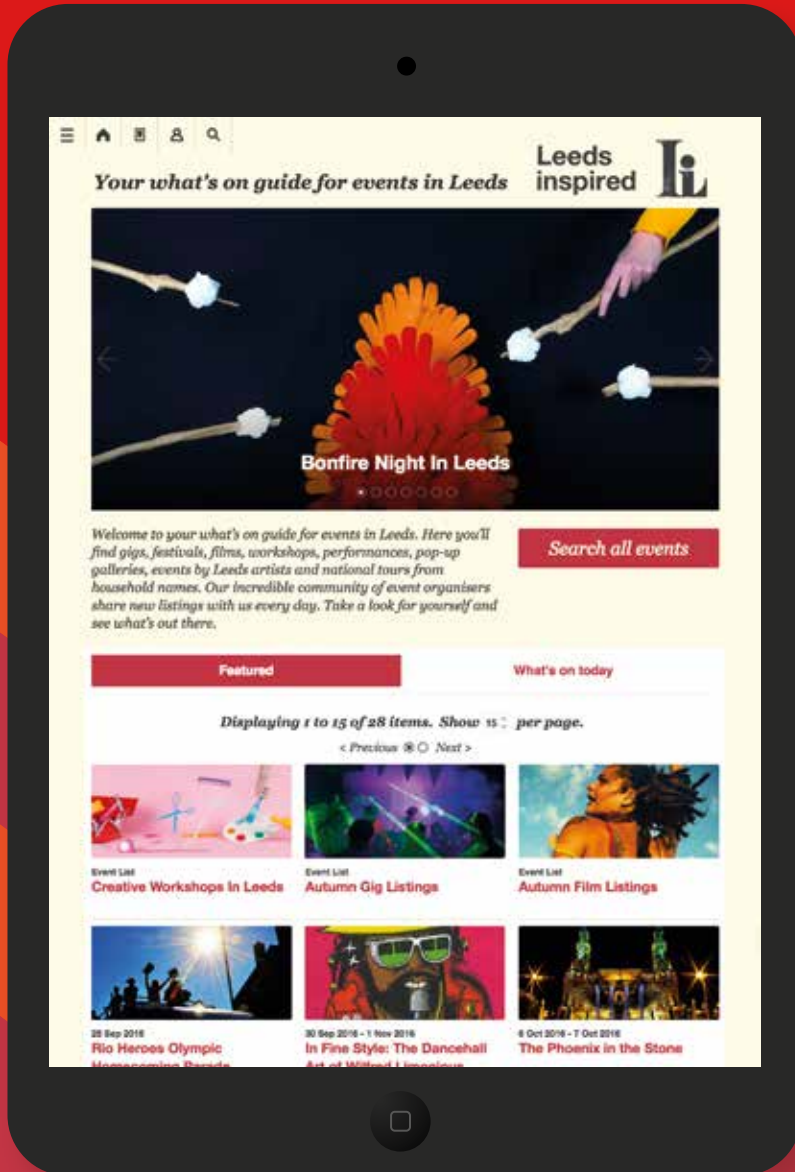 Your what's on guide for events in Leeds
Leeds
inspired
Bonfire Night In Leeds
Welcome to your what's on guide for events in Leeds. Here you'll
find gigs, festivals, films, workshops, performances, pop-up
galleries, events by Leeds artists and national tours from
household names. Our incredible community of event organisers
share new listings with us every day. Take a look for yourself and
see what's out there.
Search all events
Featured
What's on today
Displaying 1 to 15 of 28 items. Show 15 per page.
< Previous Next >
Event List
Creative Workshops In Leeds
Event List
Autumn Gig Listings
Event List
Autumn Film Listings
28 Sep 2016
Rio Heroes Olympic
Homecoming Parade
30 Sep 2016 - 1 Nov 2016
In Fine Style: The Dancehall
Art of Wilfred Limonious
6 Oct 2016 - 7 Oct 2016
The Phoenix in the Stone